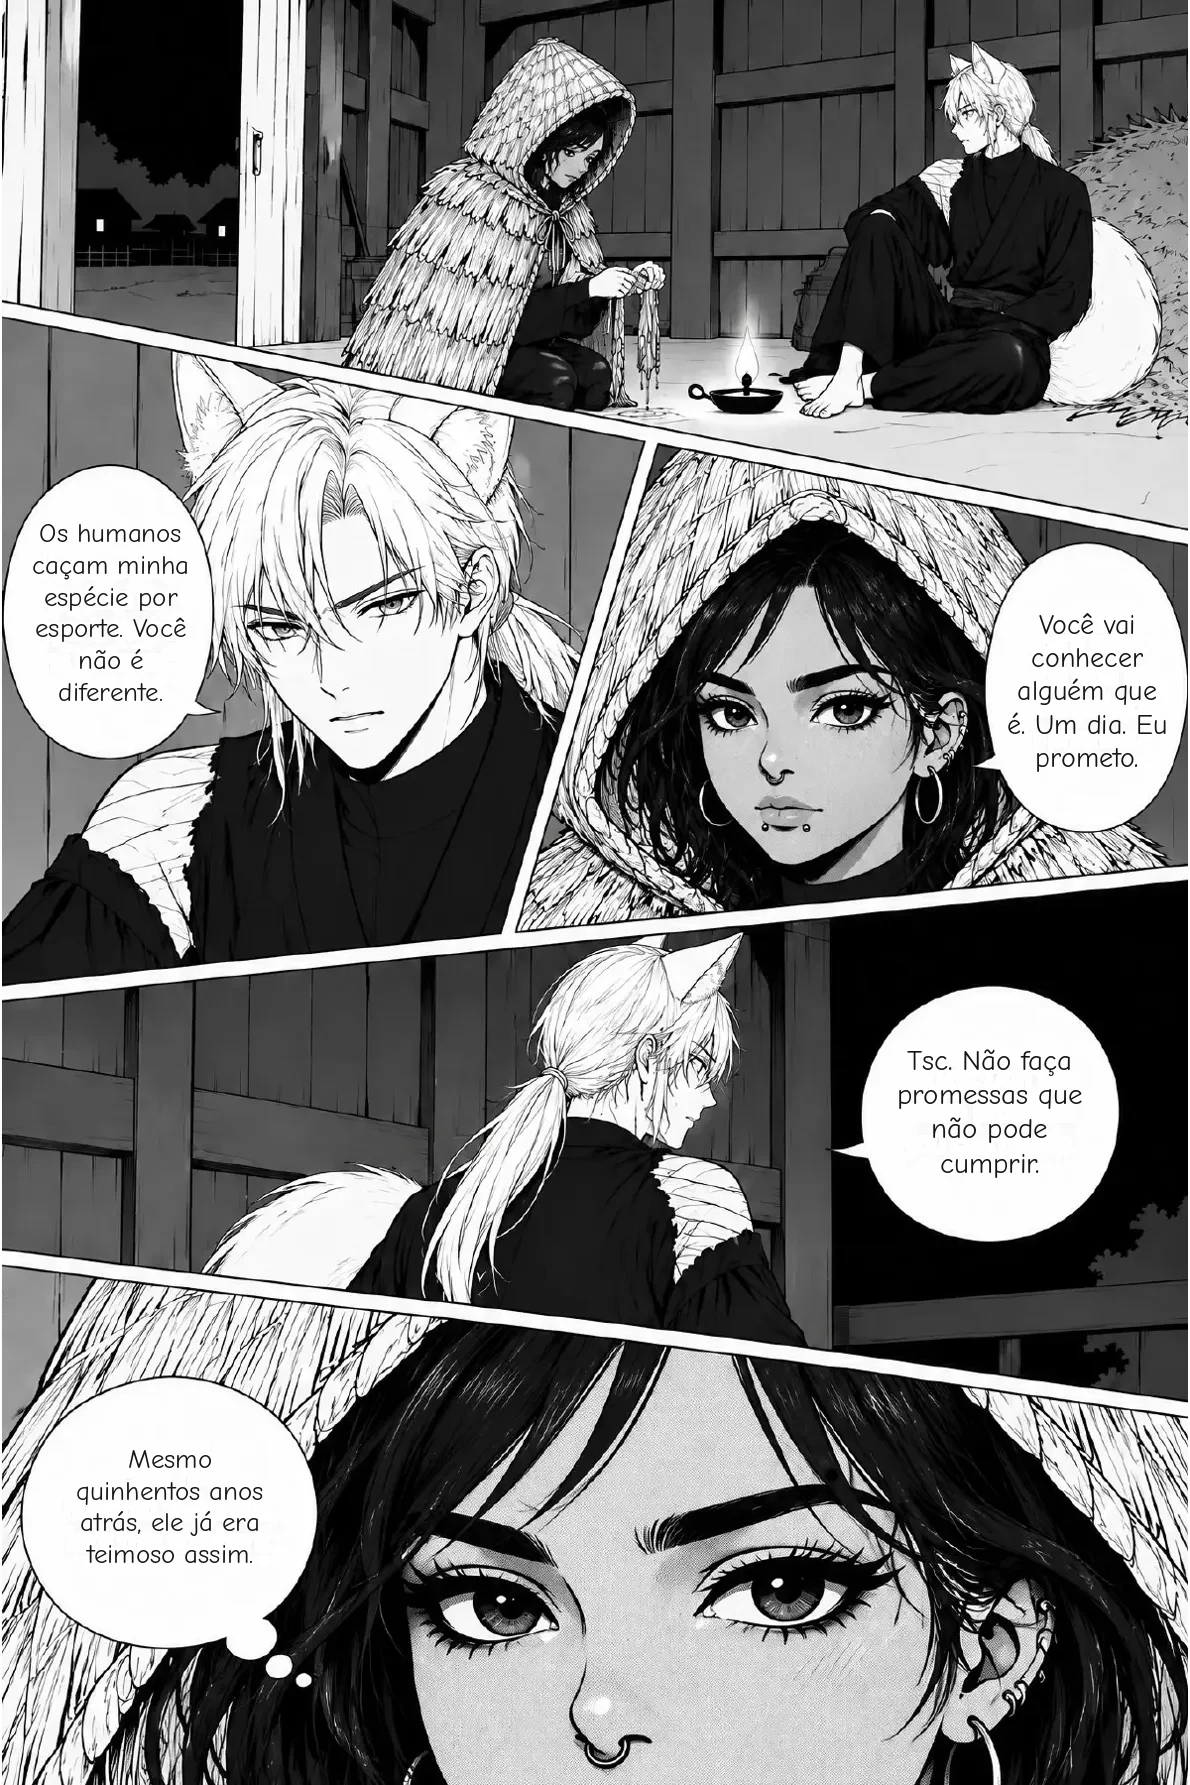 Os humanos
caçam minha
espécie por
esporte. Você
não é
diferente.
Você vai
conhecer
alguém que
é. Um dia. Eu
prometo.
Tsc. Não faça
promessas que
não pode
cumprir.
Mesmo
quinhentos anos
atrás, ele já era
teimoso assim.